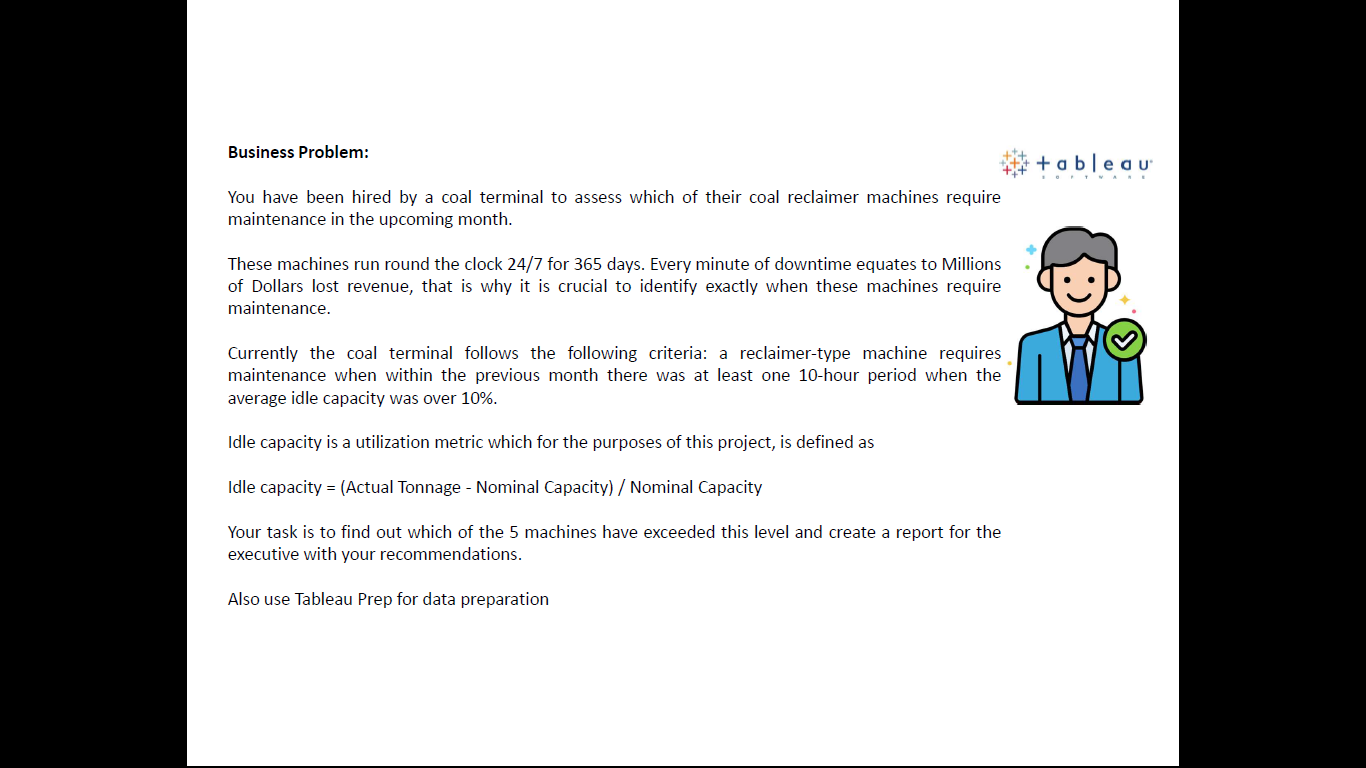 Business Problem:
tableau
SOFTWARE
You have been hired by a coal terminal to assess which of their coal reclaimer machines require
maintenance in the upcoming month.
These machines run round the clock 24/7 for 365 days. Every minute of downtime equates to Millions
of Dollars lost revenue, that is why it is crucial to identify exactly when these machines require
maintenance.
Currently the coal terminal follows the following criteria: a reclaimer-type machine requires
maintenance when within the previous month there was at least one 10-hour period when the
average idle capacity was over 10%.
Idle capacity is a utilization metric which for the purposes of this project, is defined as
Idle capacity = (Actual Tonnage - Nominal Capacity) / Nominal Capacity
Your task is to find out which of the 5 machines have exceeded this level and create a report for the
executive with your recommendations.
Also use Tableau Prep for data preparation